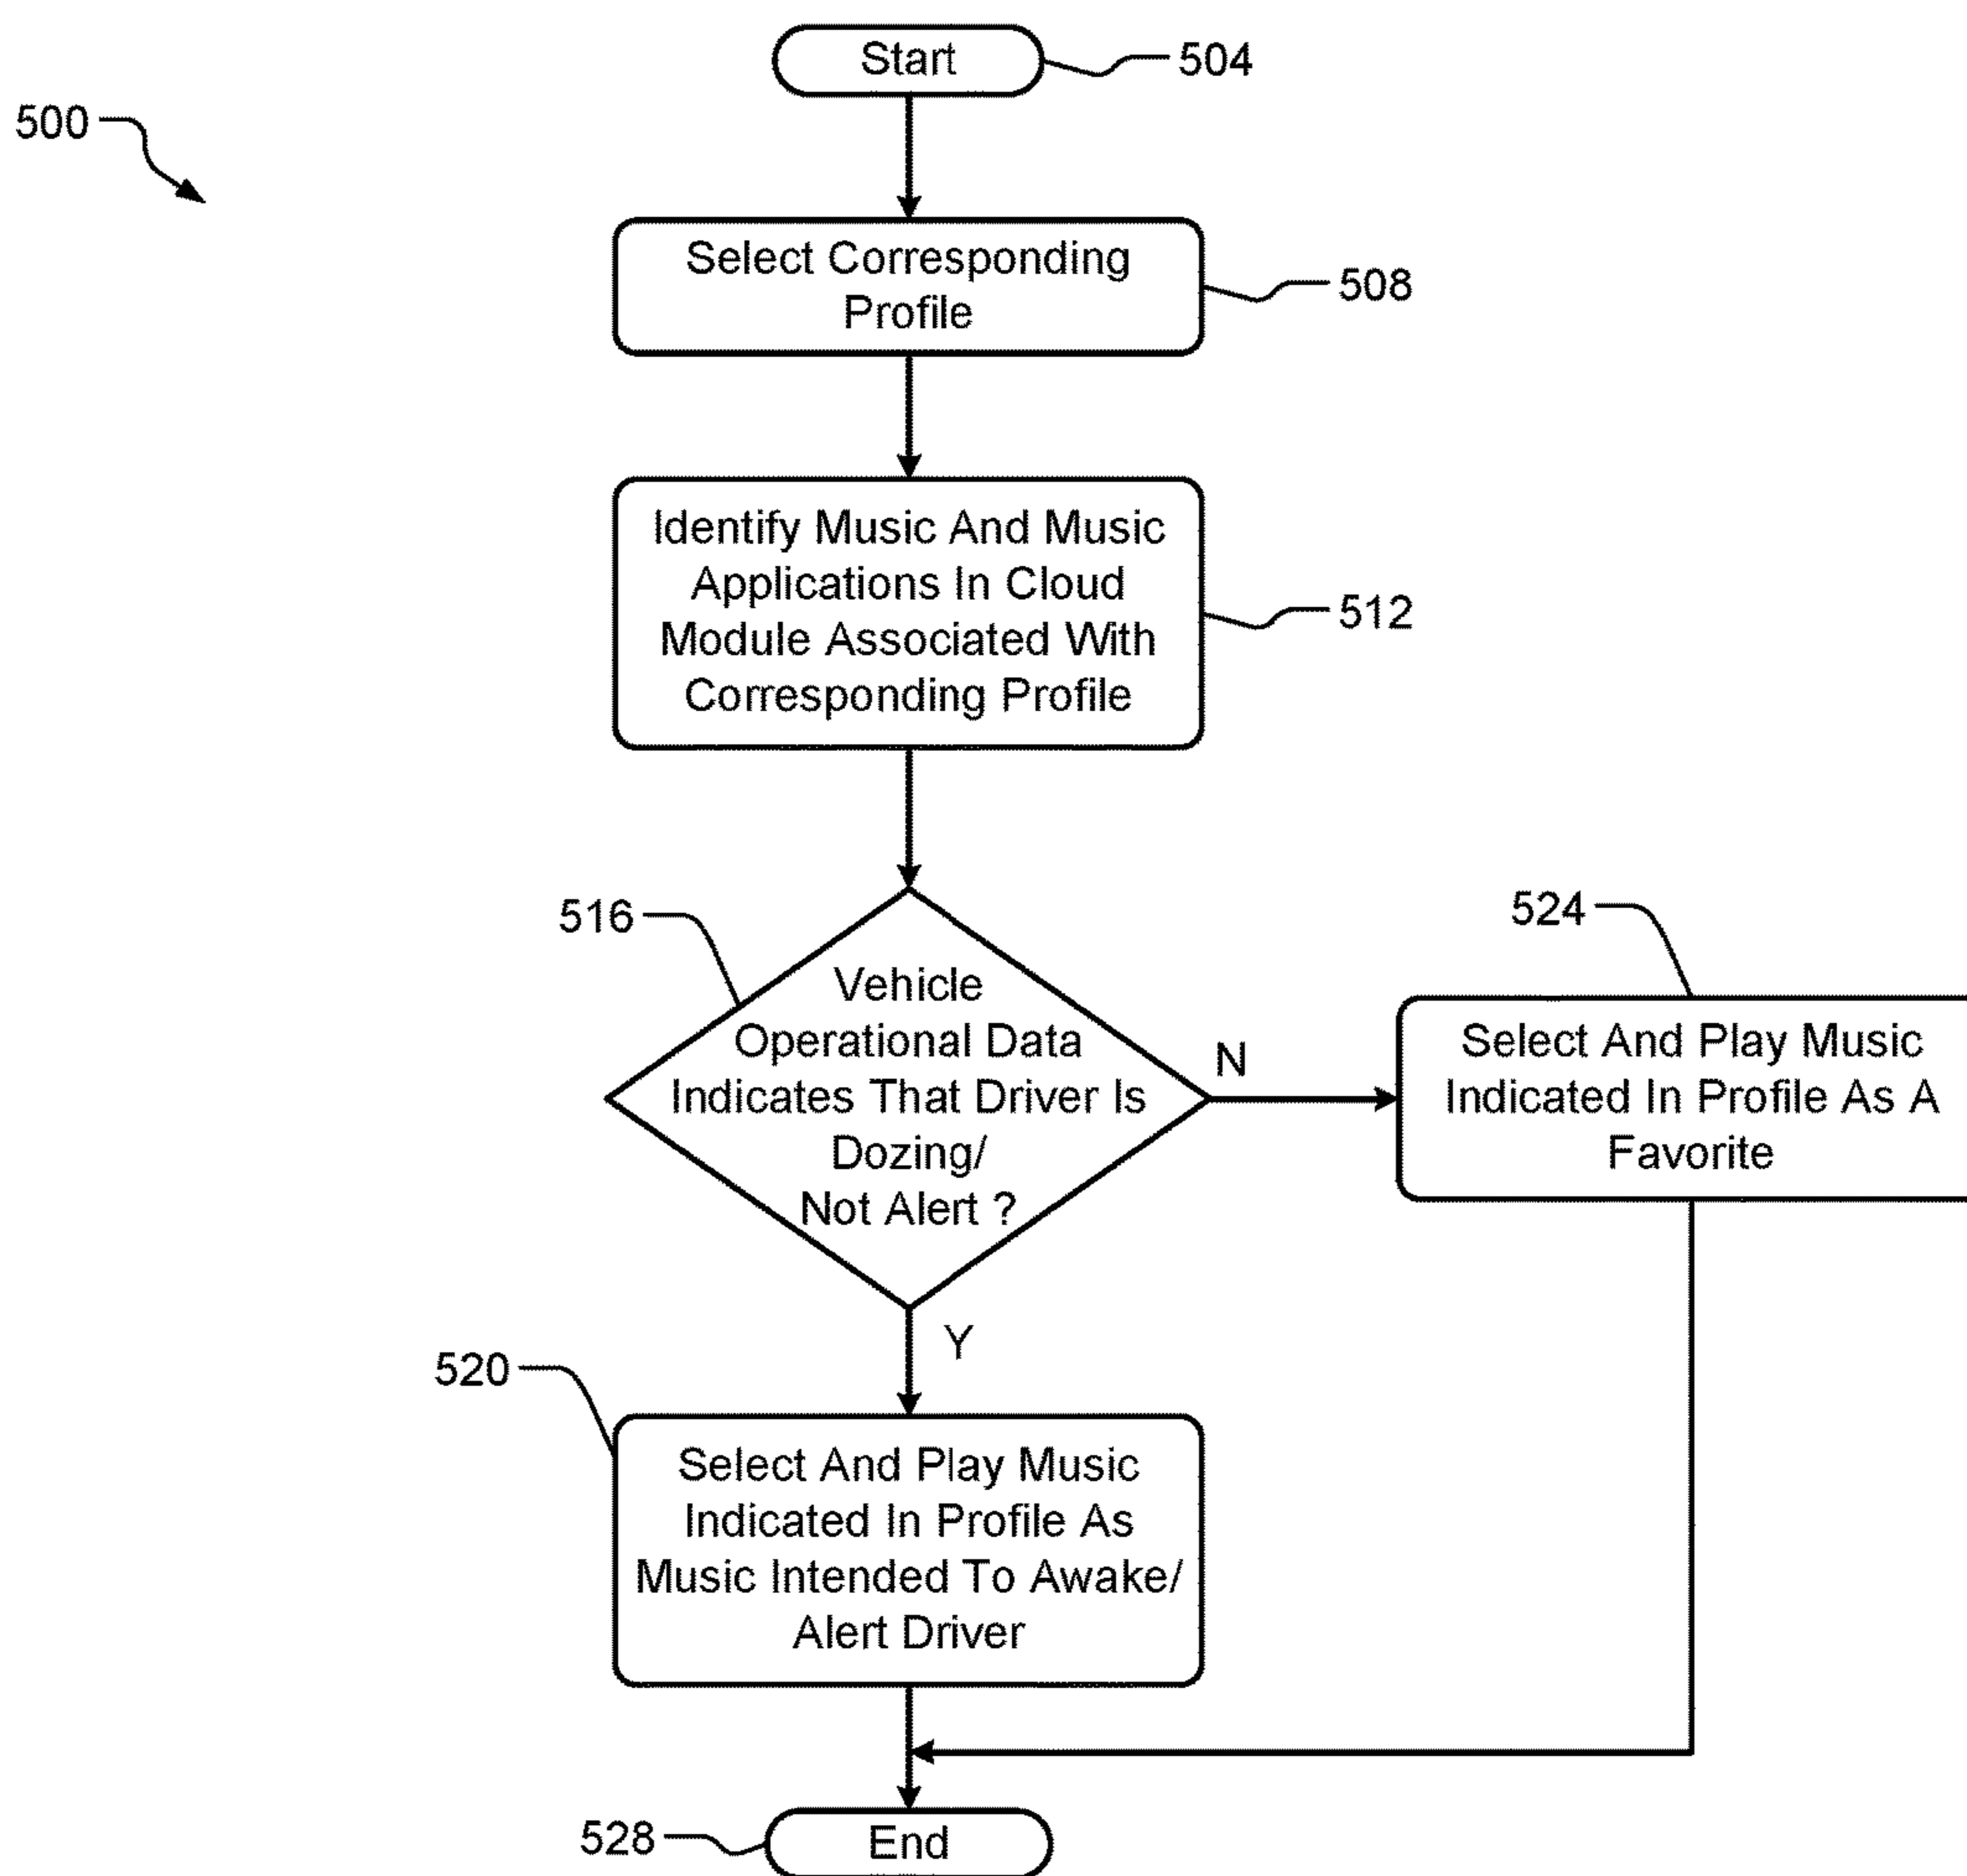 Start
504
500
Select Corresponding
Profile
508
Identify Music And Music
Applications In Cloud
Module Associated With
Corresponding Profile
512
516
Vehicle
Operational Data
Indicates That Driver Is
Dozing/
Not Alert ?
N
524
Select And Play Music
Indicated In Profile As A
Favorite
Y
520
Select And Play Music
Indicated In Profile As
Music Intended To Awake/
Alert Driver
528
End